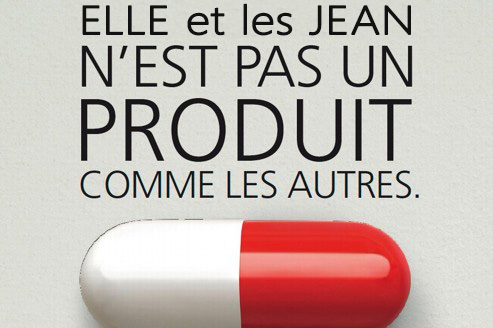 ELLE et les JEAN
N'EST PAS UN
PRODUIT
COMME LES AUTRES.